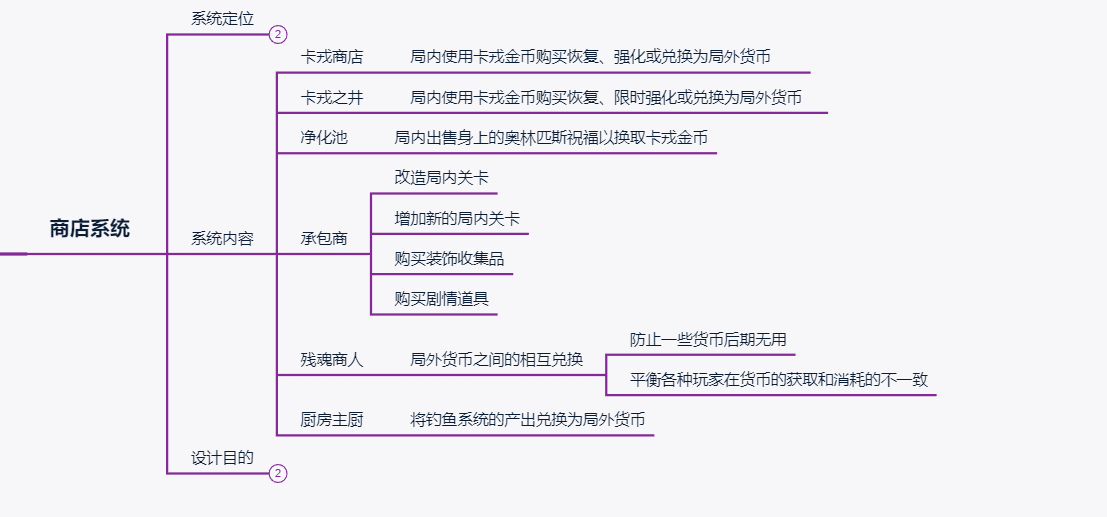 系统定位
2
卡戎商店 局内使用卡戎金币购买恢复、强化或兑换为局外货币
卡戎之井 局内使用卡戎金币购买恢复、限时强化或兑换为局外货币
净化池 局内出售身上的奥林匹斯祝福以换取卡戎金币
改造局内关卡
增加新的局内关卡
商店系统
系统内容
承包商
购买装饰收集品
购买剧情道具
防止一些货币后期无用
残魂商人 局外货币之间的相互兑换
平衡各种玩家在货币的获取和消耗的不一致
厨房主厨 将钓鱼系统的产出兑换为局外货币
设计目的
2